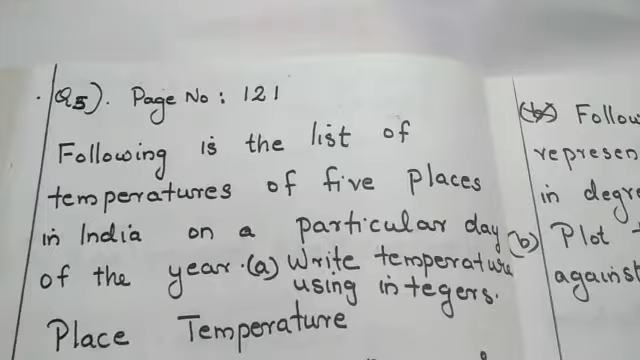 Q5). Page No : 121
Following is the list of
temperatures of five places
in India on a particular day
of the year. (a) Write temperature
using integers.
Place Temperature
(b) Follow
represen
in degre
(b) Plot
against